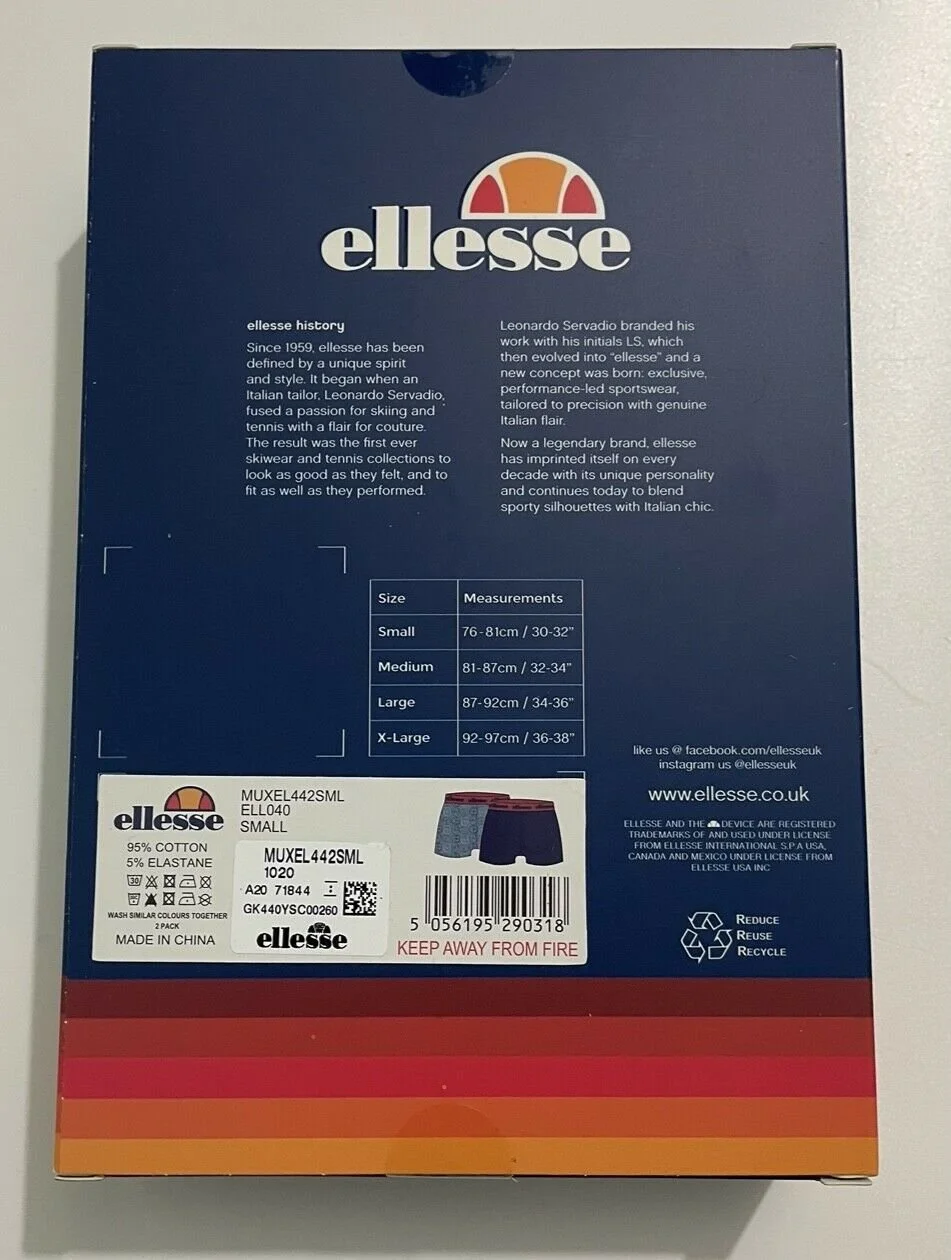 ellesse
ellesse history
Since 1959, ellesse has been
defined by a unique spirit
and style. It began when an
Italian tailor, Leonardo Servadio,
fused a passion for skiing and
tennis with a flair for couture.
The result was the first ever
skiwear and tennis collections to
look as good as they felt, and to
fit as well as they performed.
Leonardo Servadio branded his
work with his initials LS, which
then evolved into “ellesse” and a
new concept was born: exclusive,
performance-led sportswear,
tailored to precision with genuine
Italian flair.
Now a legendary brand, ellesse
has imprinted itself on every
decade with its unique personality
and continues today to blend
sporty silhouettes with Italian chic.
Size Measurements
Small 76-81cm / 30-32”
Medium 81-87cm / 32-34”
Large 87-92cm / 34-36”
X-Large 92-97cm / 36-38”
like us @ facebook.com/ellesseuk
instagram us @ellesseuk
www.ellesse.co.uk
ELLESSE AND THE DEVICE ARE REGISTERED
TRADEMARKS OF AND USED UNDER LICENSE
FROM ELLESSE INTERNATIONAL S.P.A USA,
CANADA AND MEXICO UNDER LICENSE FROM
ELLESSE USA INC
REDUCE
REUSE
RECYCLE
ellesse
95% COTTON
5% ELASTANE
30
WASH SIMILAR COLOURS TOGETHER
2 PACK
MADE IN CHINA
MUXEL442SML
ELL040
SMALL
MUXEL442SML
1020
A20 71844
GK440YSC00260
ellesse
5 056195 290318
KEEP AWAY FROM FIRE